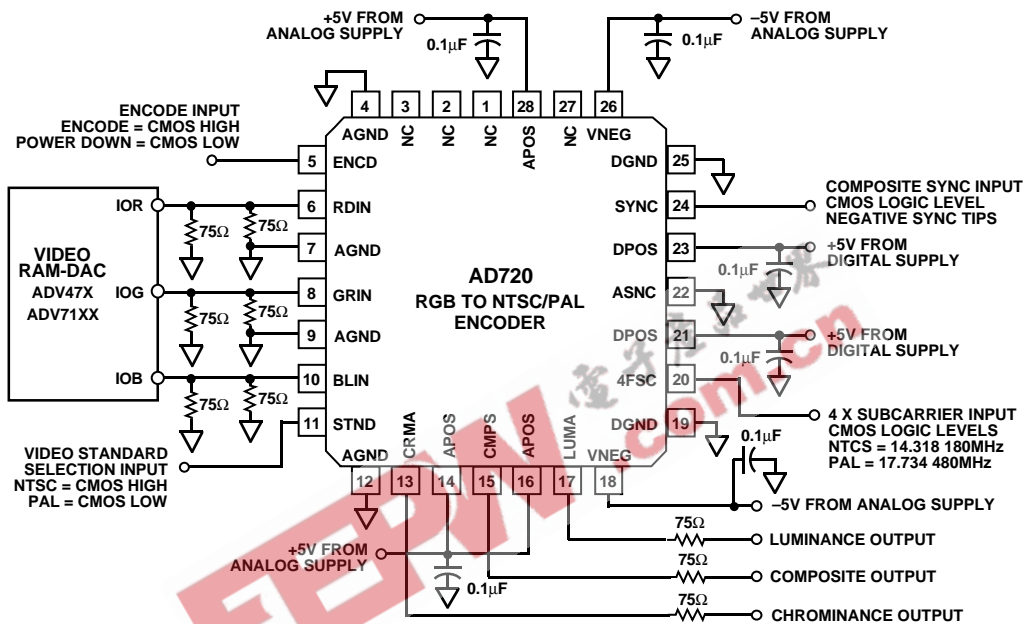 +5V FROM
ANALOG SUPPLY
0.1µF
–5V FROM
ANALOG SUPPLY
0.1µF
4
3
2
1
28
27
26
AGND
NC
NC
NC
APOS
NC
VNEG
ENCODE INPUT
ENCODE = CMOS HIGH
POWER DOWN = CMOS LOW
5
ENCD
DGND
25
IOR
6
RDIN
SYNC
24
COMPOSITE SYNC INPUT
CMOS LOGIC LEVEL
NEGATIVE SYNC TIPS
75Ω
75Ω
7
AGND
DPOS
23
+5V FROM
DIGITAL SUPPLY
0.1µF
VIDEO
RAM-DAC
ADV47X
ADV71XX
IOG
8
GRIN
AD720
RGB TO NTSC/PAL
ENCODER
ASNC
22
75Ω
75Ω
9
AGND
DPOS
21
+5V FROM
DIGITAL SUPPLY
0.1µF
IOB
10
BLIN
4FSC
20
4 X SUBCARRIER INPUT
CMOS LOGIC LEVELS
NTCS = 14.318 180MHz
PAL = 17.734 480MHz
75Ω
75Ω
11
STND
DGND
19
VIDEO STANDARD
SELECTION INPUT
NTSC = CMOS HIGH
PAL = CMOS LOW
AGND
CRMA
APOS
CMPS
APOS
LUMA
VNEG
12
13
14
15
16
17
18
0.1µF
–5V FROM ANALOG SUPPLY
75Ω
LUMINANCE OUTPUT
+5V FROM
ANALOG SUPPLY
0.1µF
75Ω
COMPOSITE OUTPUT
75Ω
CHROMINANCE OUTPUT
.com.cn